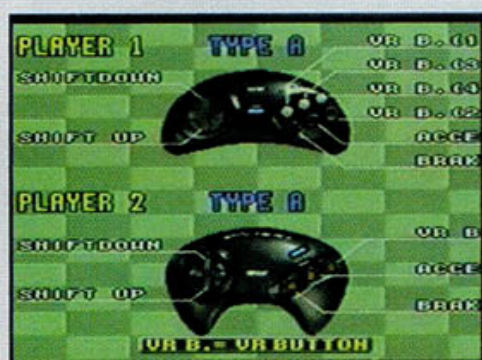 PLAYER 1 TYPE A
VR B.(1
SHIFTDOWN
VR B.(3
VR B.(4
VR B.(2
SHIFT UP
ACCE
BRAK
PLAYER 2 TYPE A
SHIFTDOWN
VR B
ACCE
SHIFT UP
BRAK
VR B.= VR BUTTON